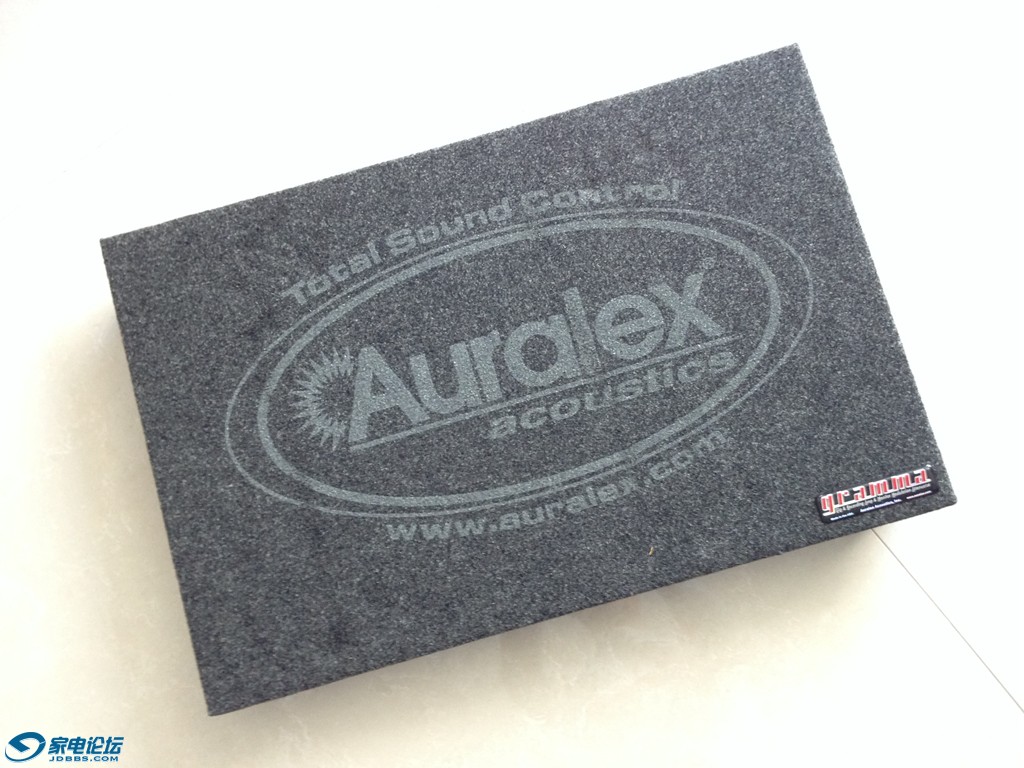 Total Sound Control
Auralex
acoustics
www.auralex.com
gramma
家电论坛
JDBBS.COM